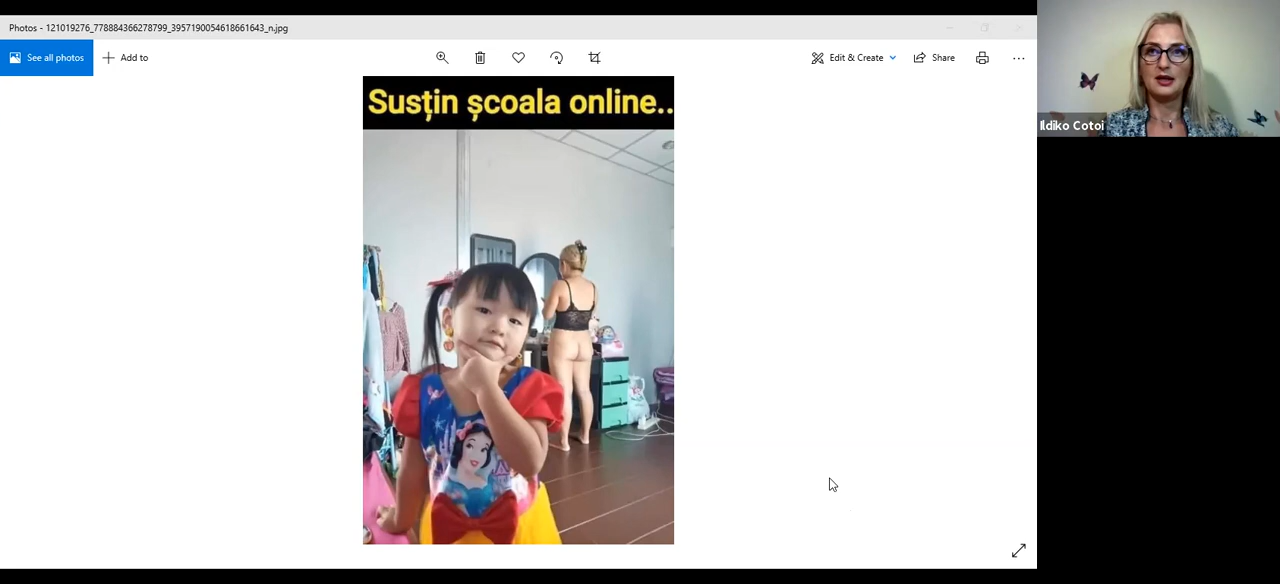 Photos - 121019276_778884366278799_3957190054618661643_n.jpg
See all photos
Add to
Edit & Create
Share
Susțin școala online..
Ildiko Cotoi